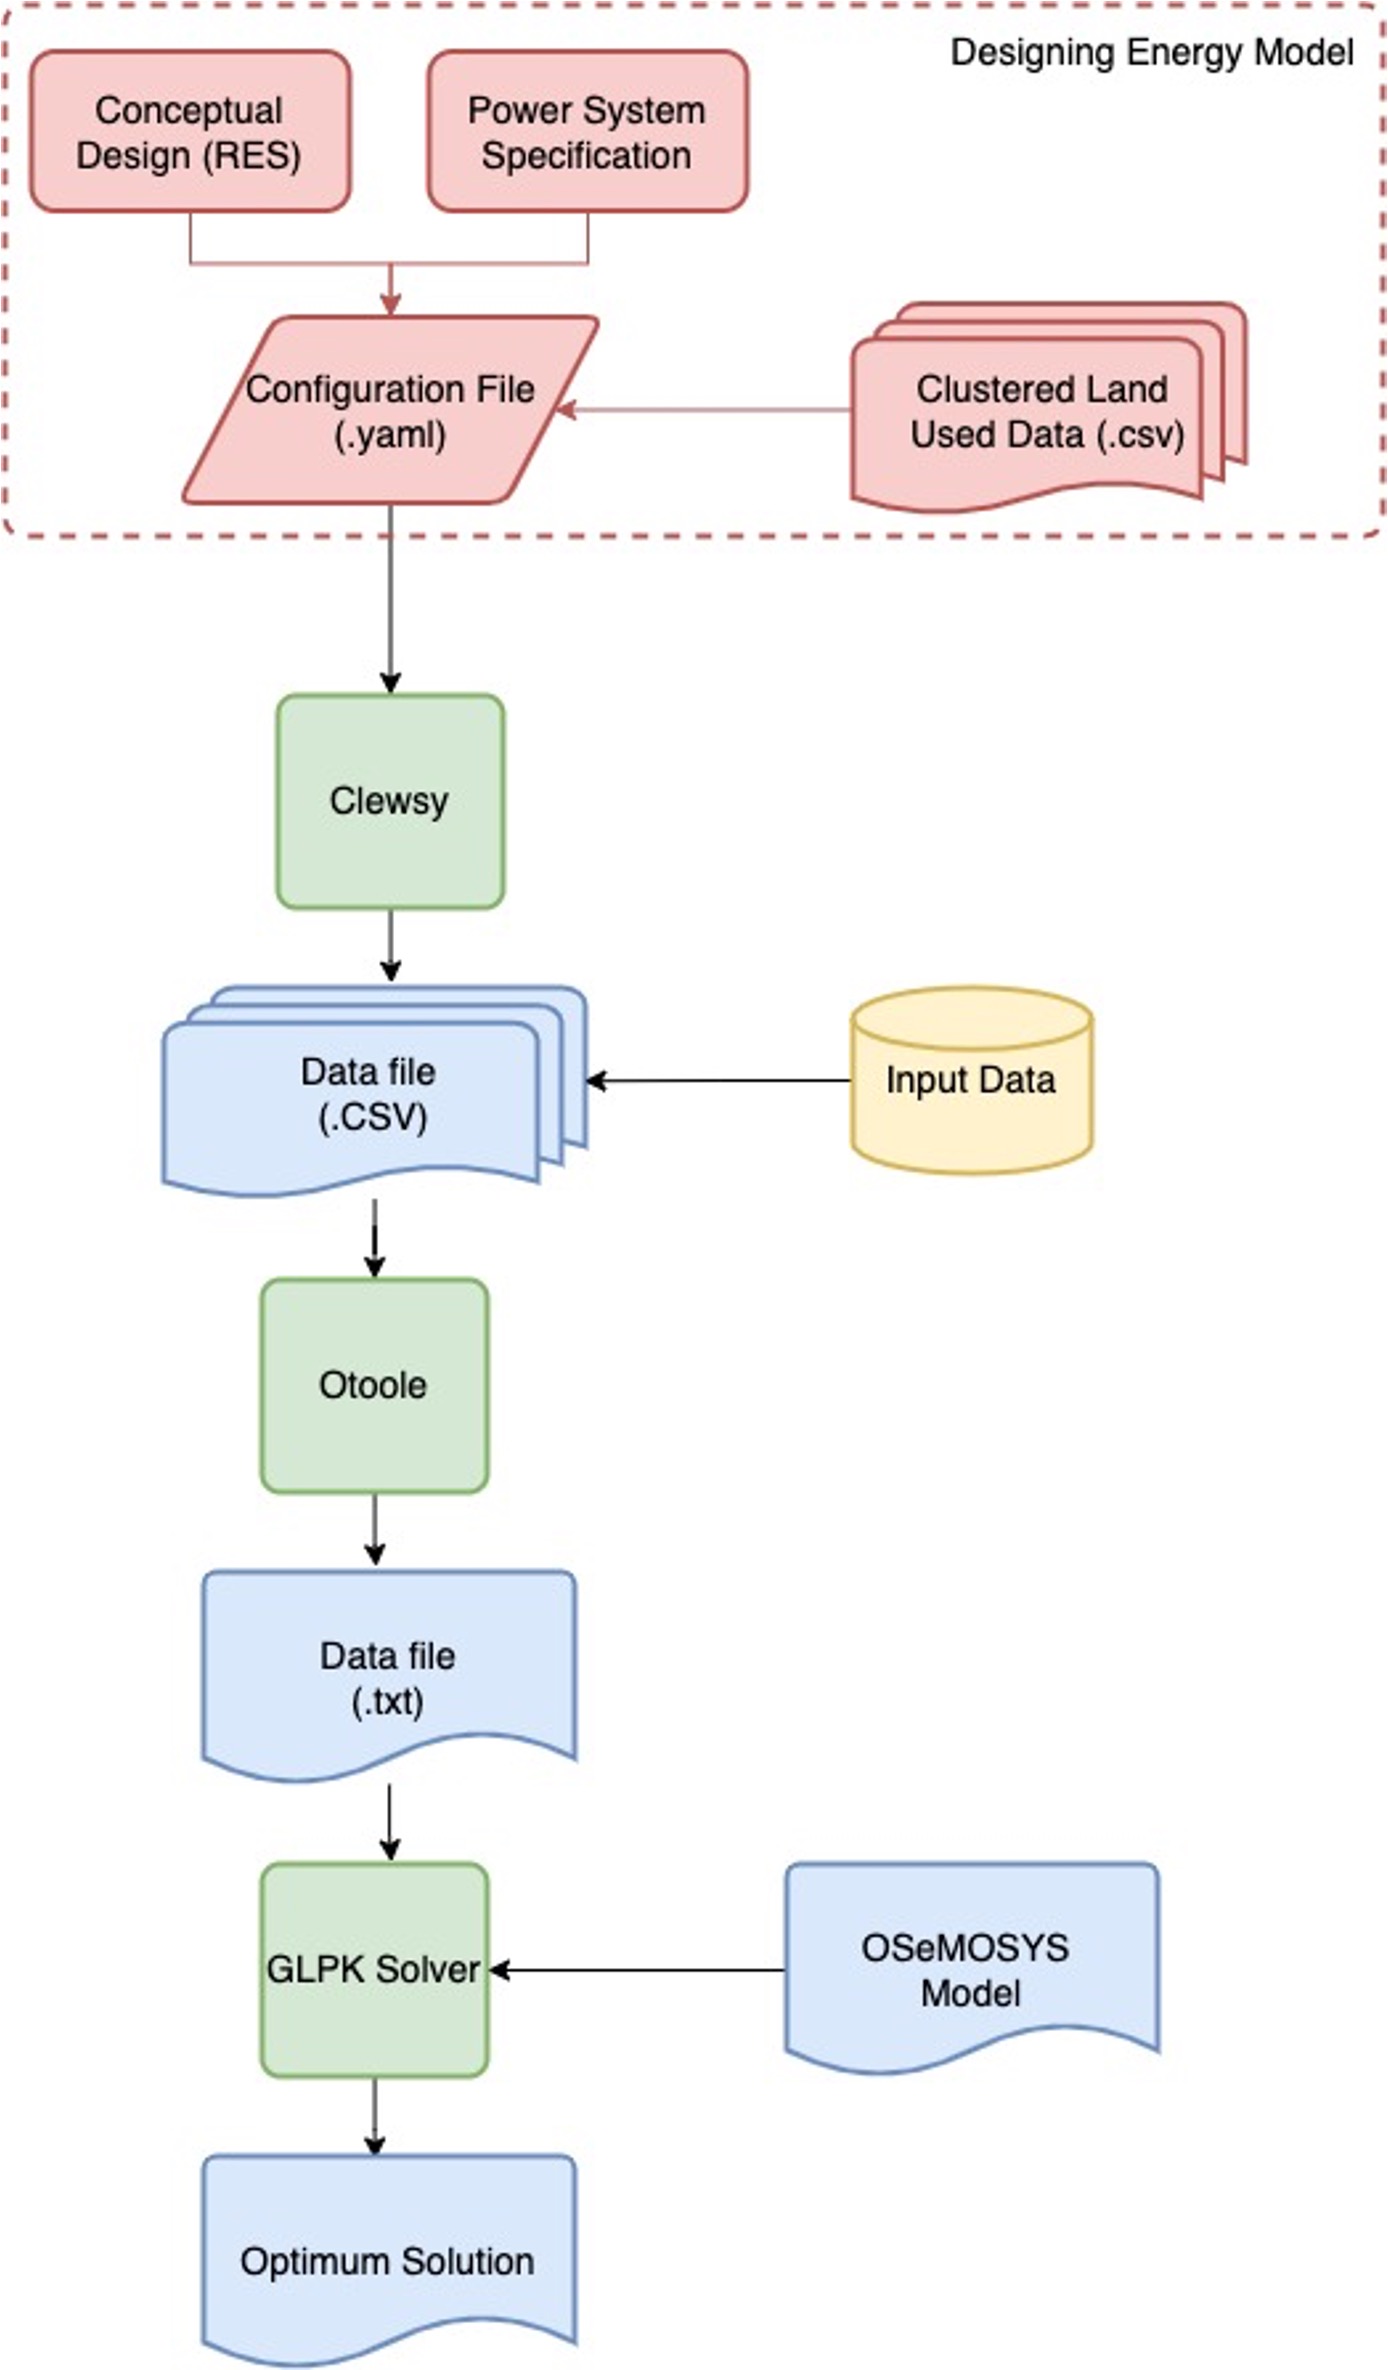 Designing Energy Model
Conceptual
Design (RES)
Power System
Specification
Configuration File
(.yaml)
Clustered Land
Used Data (.csv)
Clewsy
Data file
(.CSV)
Input Data
Otoole
Data file
(.txt)
GLPK Solver
OSeMOSYS
Model
Optimum Solution